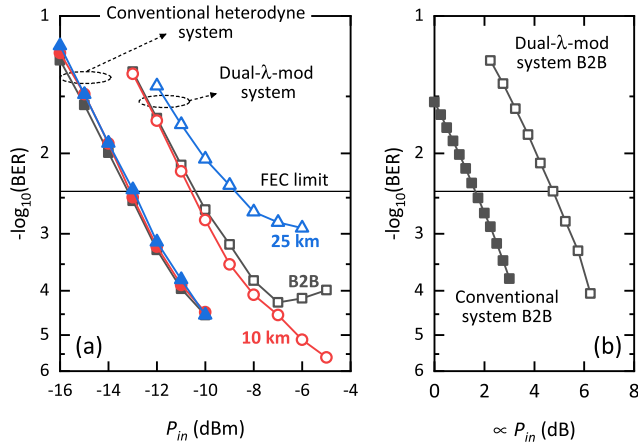 Conventional heterodyne
system
Dual-λ-mod
system
FEC limit
25 km
B2B
10 km
(a)
-log10(BER)
1
2
3
4
5
6
-16
-14
-12
-10
-8
-6
-4
Pin (dBm)
Dual-λ-mod
system B2B
Conventional
system B2B
(b)
-log10(BER)
1
2
3
4
5
6
0
2
4
6
8
∝ Pin (dB)